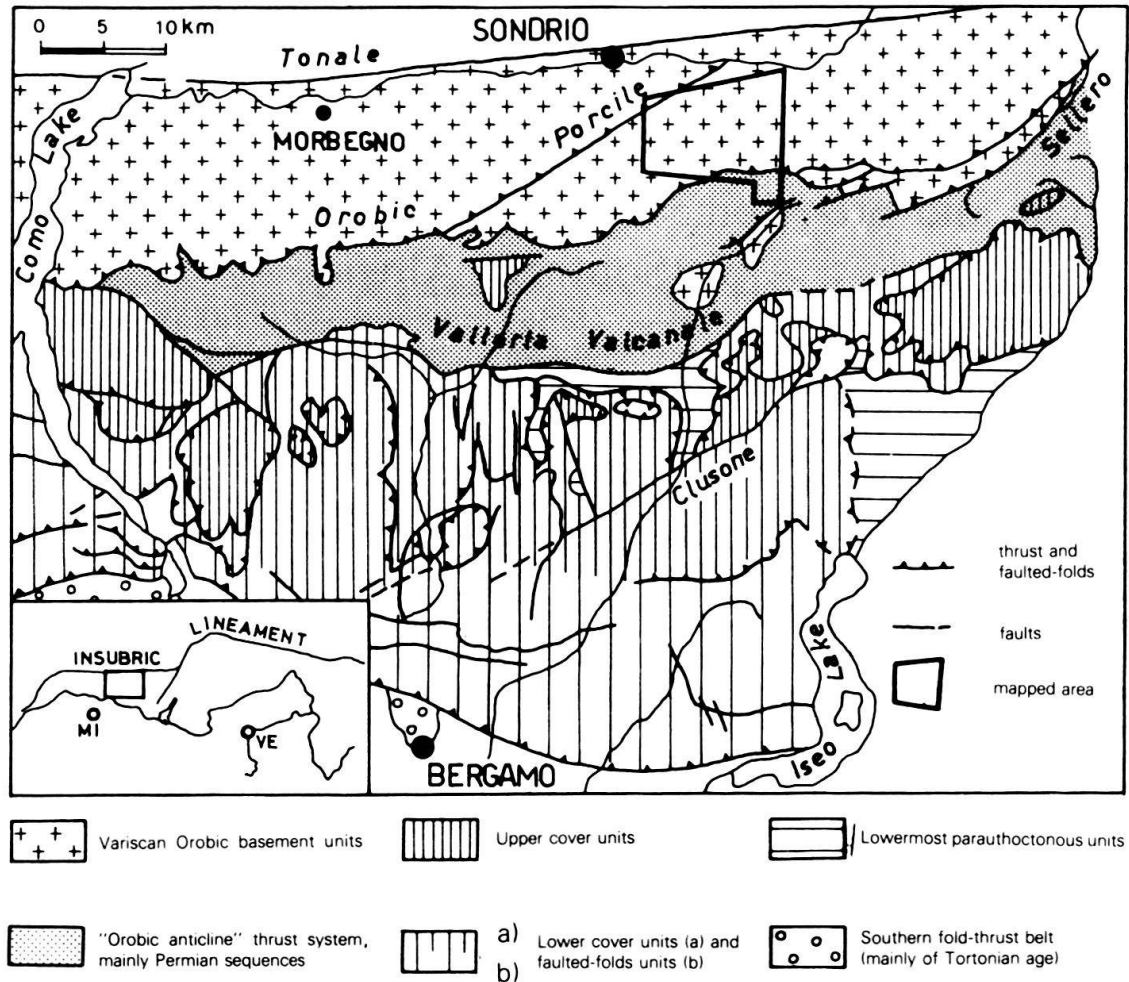 0 5 10km
SONDRIO
Tonale
Lake
Como
MORBEGNO
Porcile
Sellero
Orobic
Valtorta Valcanale
Clusone
thrust and
faulted-folds
faults
mapped area
LINEAMENT
INSUBRIC
MI
VE
BERGAMO
Lake
Iseo
Variscan Orobic basement units
Upper cover units
Lowermost parauthoctonous units
"Orobic anticline" thrust system,
mainly Permian sequences
a)
b)
Lower cover units (a) and
faulted-folds units (b)
Southern fold-thrust belt
(mainly of Tortonian age)